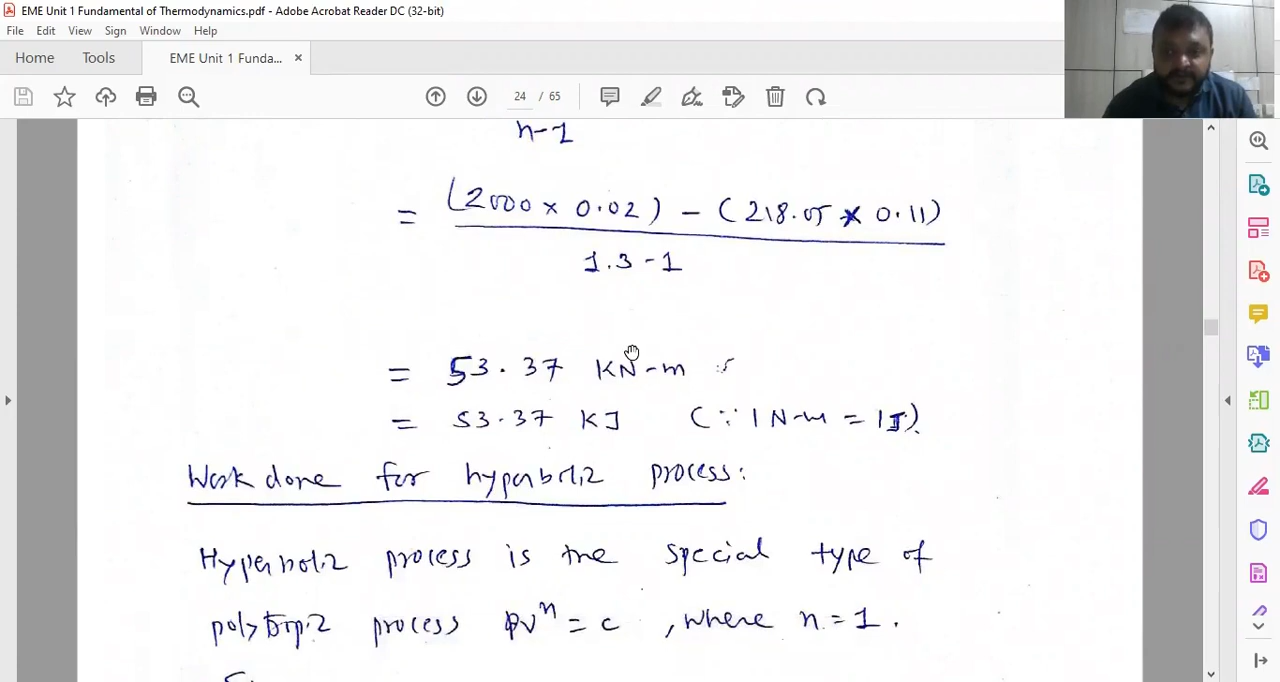 EME Unit 1 Fundamental of Thermodynamics.pdf - Adobe Acrobat Reader DC (32-bit)
File Edit View Sign Window Help
Home Tools EME Unit 1 Funda... ×
24 / 65
n-1
= (2000 × 0.02) - (218.05 × 0.11)
1.3-1
= 53.37 KN-m
= 53.37 KJ (∵ 1 N-m = 1J).
Work done for hyperbolic process:
Hyperbolic process is the special type of
polytropic process PVⁿ = c , where n = 1.